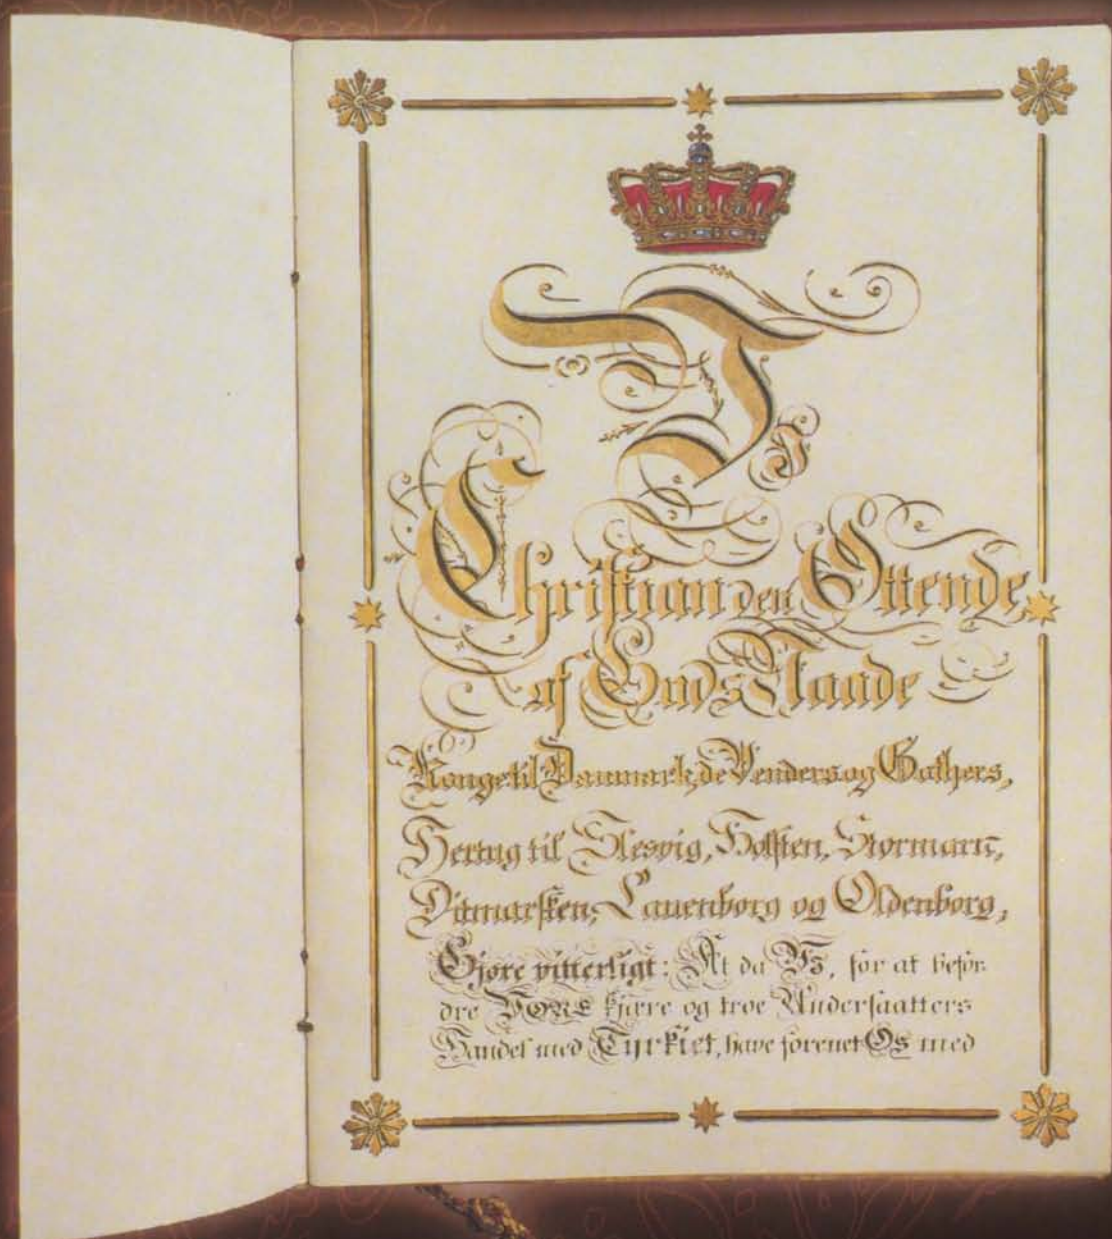 VI
Christian den Ottende
af Guds Naade
Konge til Danmark, de Venders og Gothers,
Hertug til Slesvig, Holsten, Stormarn,
Ditmarsken, Lauenborg og Oldenborg,
Gjøre vitterligt: At da Vi, for at befor-
dre VORE kjære og troe Undersaatters
Handel med Tyrkiet, have forenet Os med